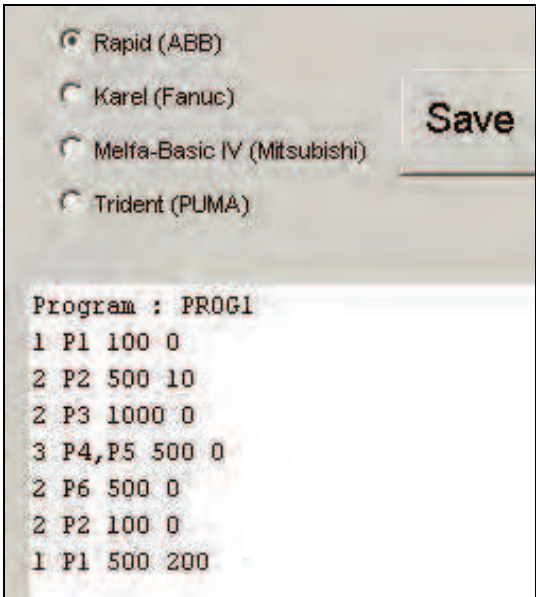 Rapid (ABB)
Karel (Fanuc)
Save
Melfa-Basic IV (Mitsubishi)
Trident (PUMA)
Program : PROG1
1 P1 100 0
2 P2 500 10
2 P3 1000 0
3 P4,P5 500 0
2 P6 500 0
2 P2 100 0
1 P1 500 200